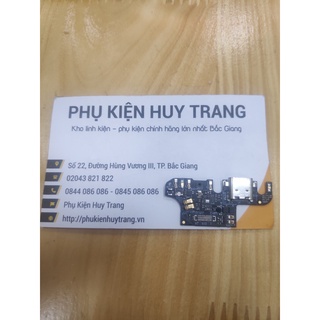 PHỤ KIỆN HUY TRANG
Kho linh kiện – phụ kiện chính hãng lớn nhất Bắc Giang
Số 22, Đường Hùng Vương III, TP. Bắc Giang
02043 821 822
0844 086 086 - 0845 086 086
Phụ Kiện Huy Trang
http://phukienhuytrang.vn